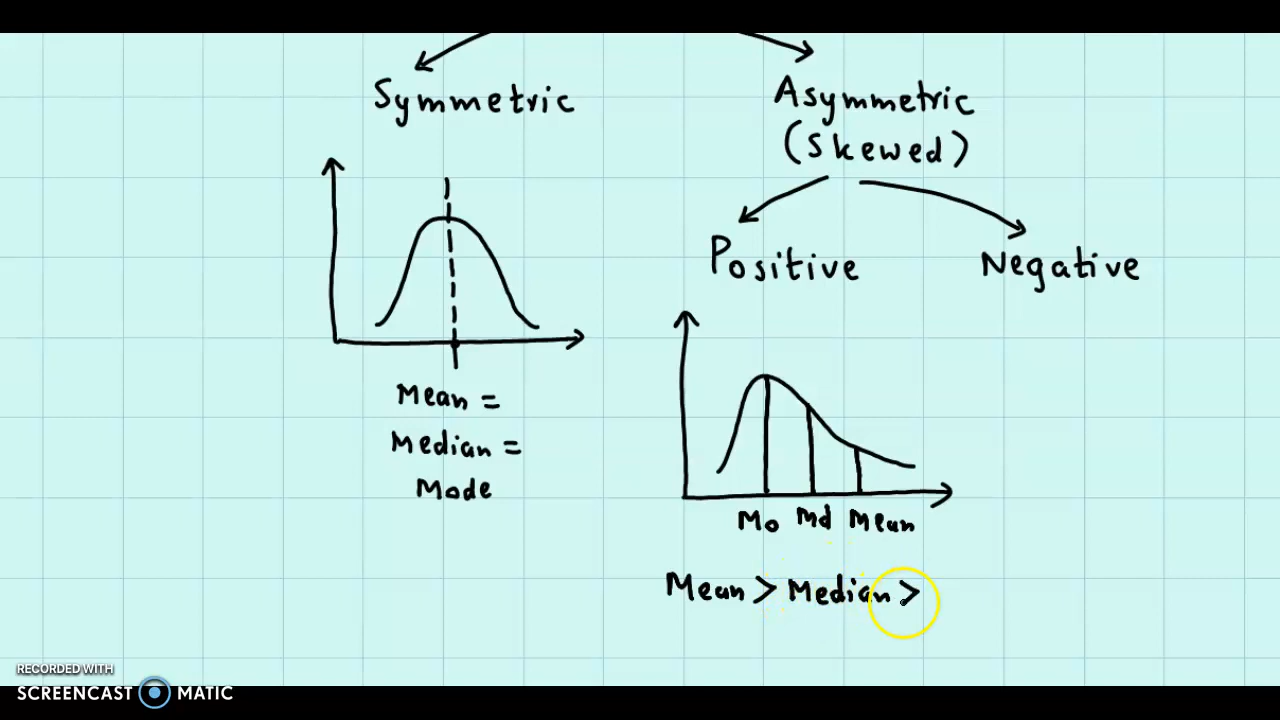 Symmetric
Asymmetric
(Skewed)
Positive
Negative
Mean =
Median =
Mode
Mo Md Mean
Mean > Median >
RECORDED WITH
SCREENCAST MATIC